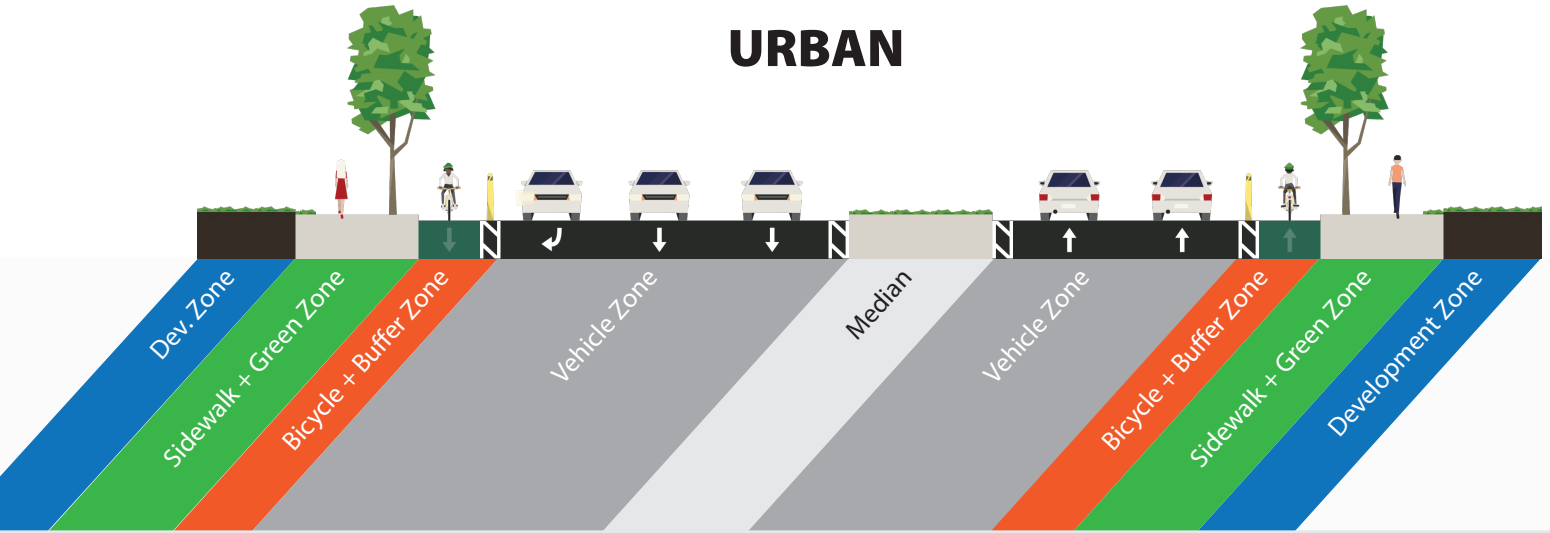 URBAN
Dev. Zone
Sidewalk + Green Zone
Bicycle + Buffer Zone
Vehicle Zone
Median
Vehicle Zone
Bicycle + Buffer Zone
Sidewalk + Green Zone
Development Zone